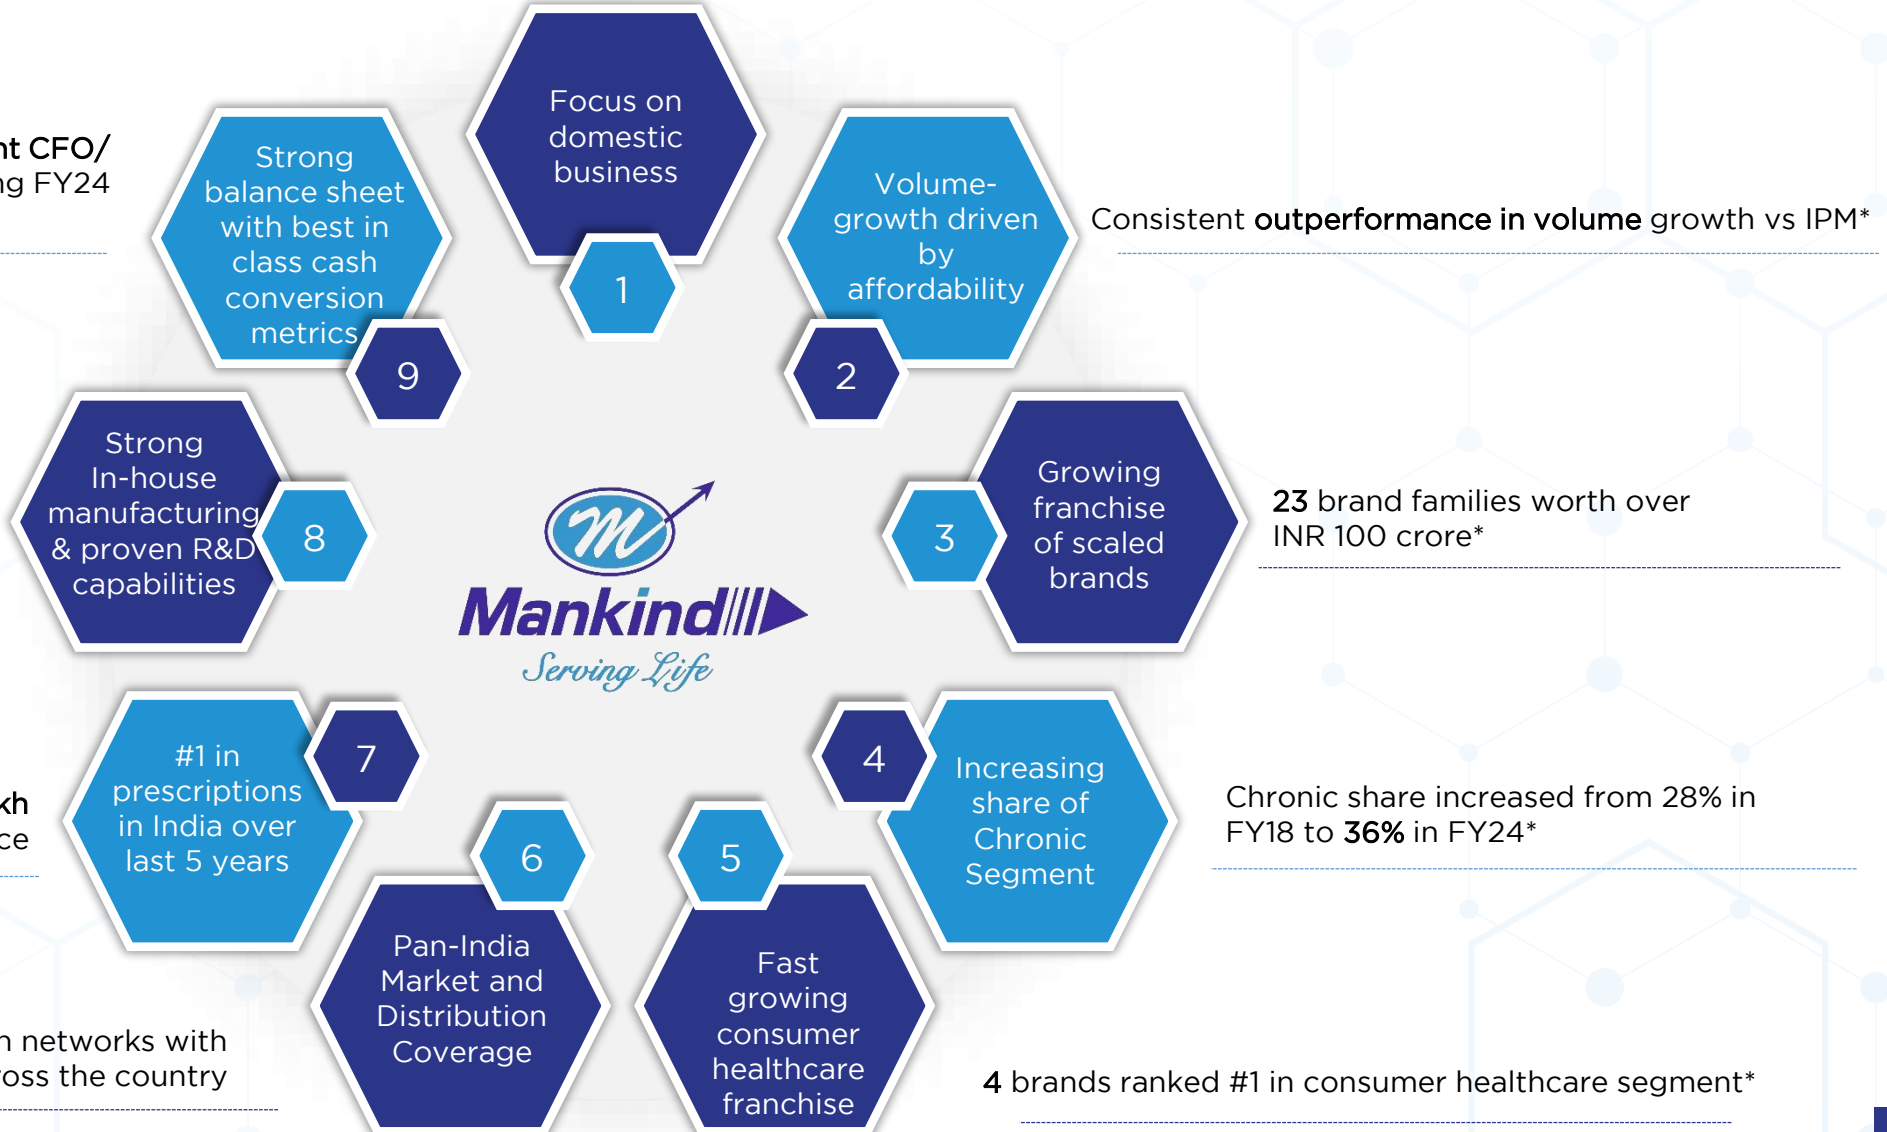 Focus on
domestic
business
1
Volume-
growth driven
by
affordability
2
Consistent outperformance in volume growth vs IPM*
Growing
franchise
of scaled
brands
3
23 brand families worth over
INR 100 crore*
Increasing
share of
Chronic
Segment
4
Chronic share increased from 28% in
FY18 to 36% in FY24*
Fast
growing
consumer
healthcare
franchise
5
4 brands ranked #1 in consumer healthcare segment*
Pan-India
Market and
Distribution
Coverage
6
networks with
the country
#1 in
prescriptions
in India over
last 5 years
7
Strong
In-house
manufacturing
& proven R&D
capabilities
8
Strong
balance sheet
with best in
class cash
conversion
metrics
9
CFO/
FY24
Mankind
Serving Life